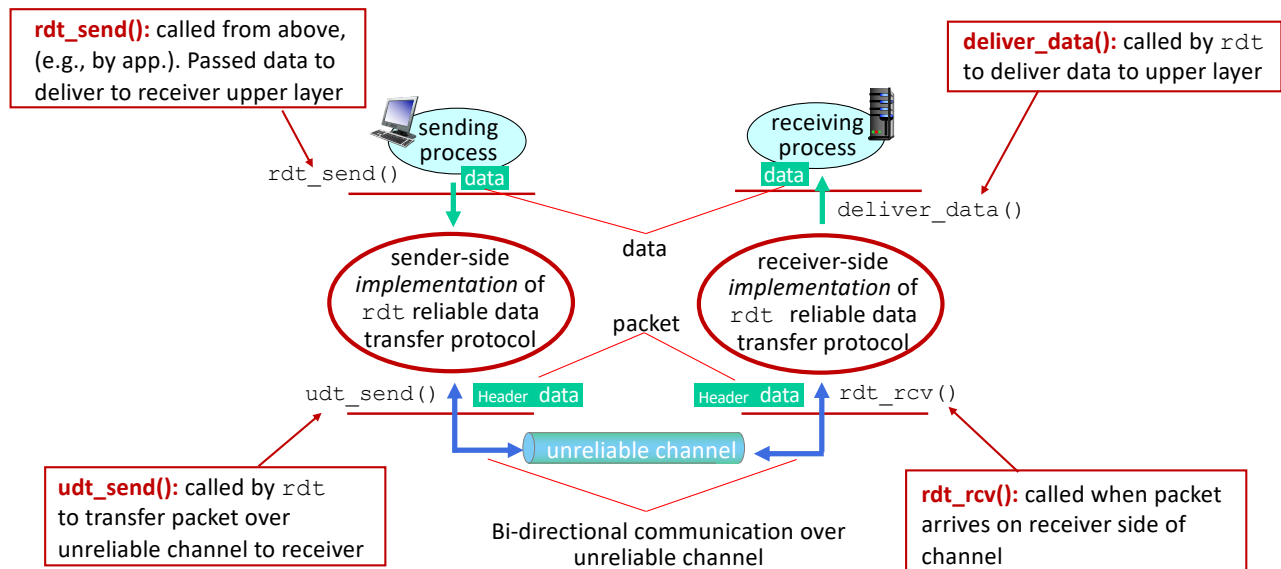 rdt_send(): called from above,
(e.g., by app.). Passed data to
deliver to receiver upper layer
deliver_data(): called by rdt
to deliver data to upper layer
sending
process
receiving
process
rdt_send()
data
data
deliver_data()
data
sender-side
implementation of
rdt reliable data
transfer protocol
receiver-side
implementation of
rdt reliable data
transfer protocol
packet
udt_send()
Header data
Header data
rdt_rcv()
unreliable channel
udt_send(): called by rdt
to transfer packet over
unreliable channel to receiver
Bi-directional communication over
unreliable channel
rdt_rcv(): called when packet
arrives on receiver side of
channel